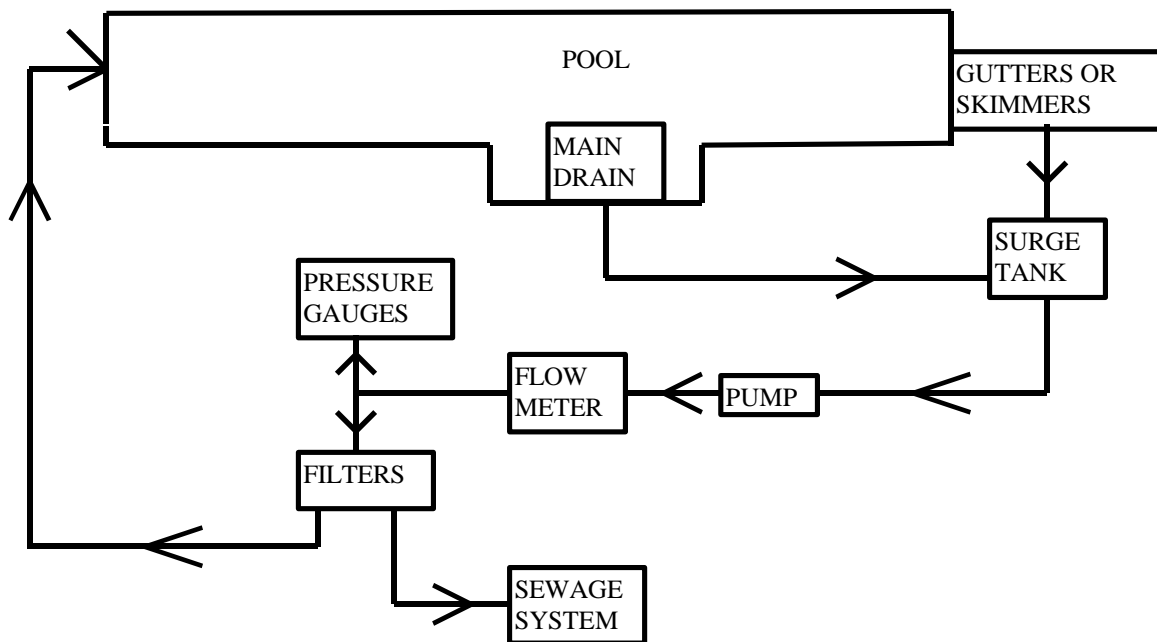 POOL
GUTTERS OR
SKIMMERS
MAIN
DRAIN
SURGE
TANK
PRESSURE
GAUGES
FLOW
METER
PUMP
FILTERS
SEWAGE
SYSTEM